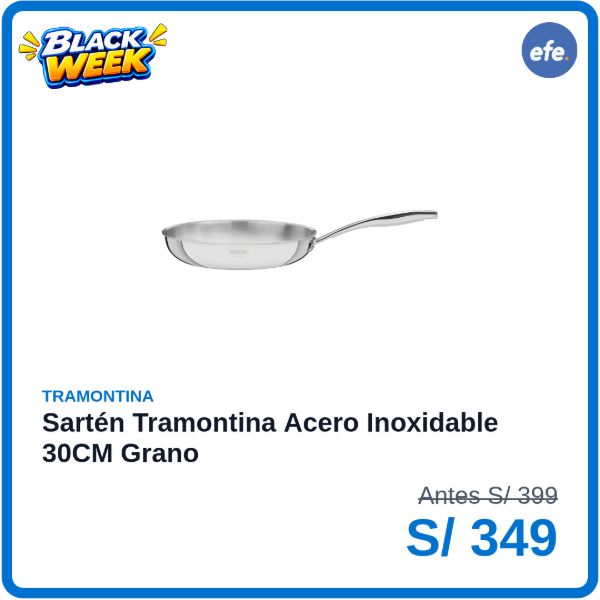 BLACK
WEEK
efe.
TRAMONTINA
Sartén Tramontina Acero Inoxidable
30CM Grano
Antes S/ 399
S/ 349